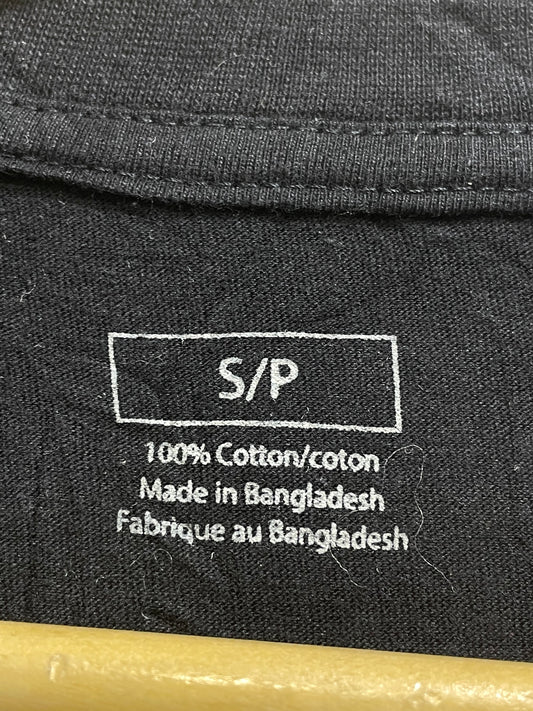 S/P
100% Cotton/coton
Made in Bangladesh
Fabrique au Bangladesh